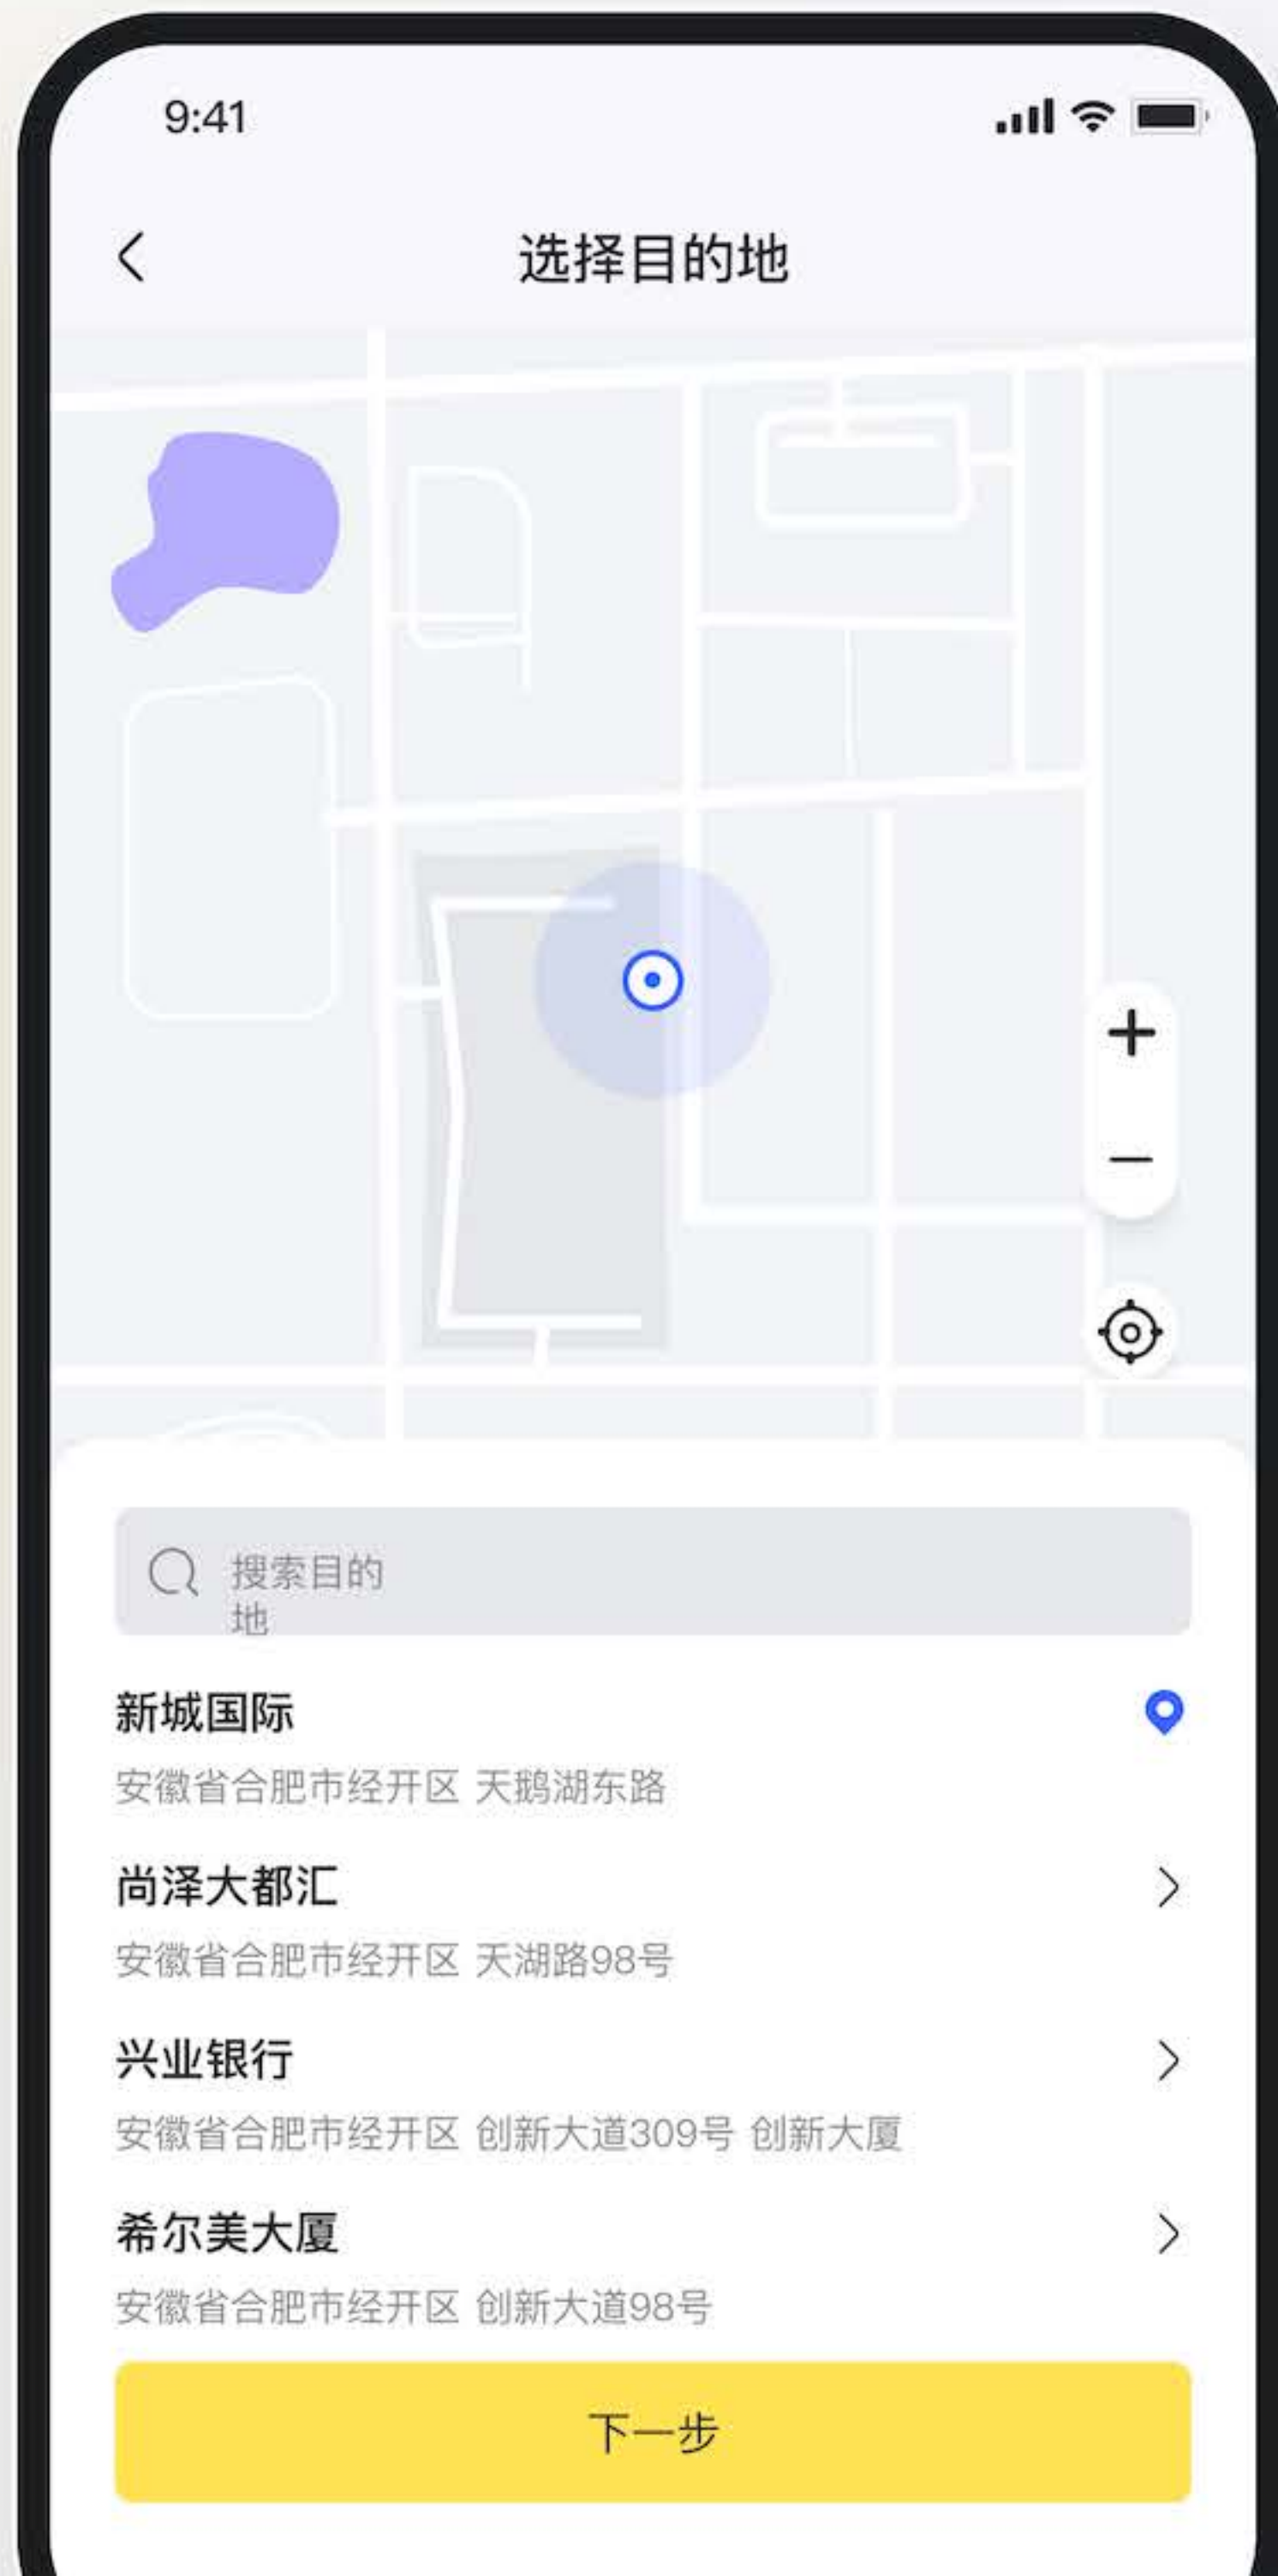 9:41
选择目的地
搜索目的
地
新城国际
安徽省合肥市经开区 天鹅湖东路
尚泽大都汇
安徽省合肥市经开区 天湖路98号
兴业银行
安徽省合肥市经开区 创新大道309号 创新大厦
希尔美大厦
安徽省合肥市经开区 创新大道98号
下一步